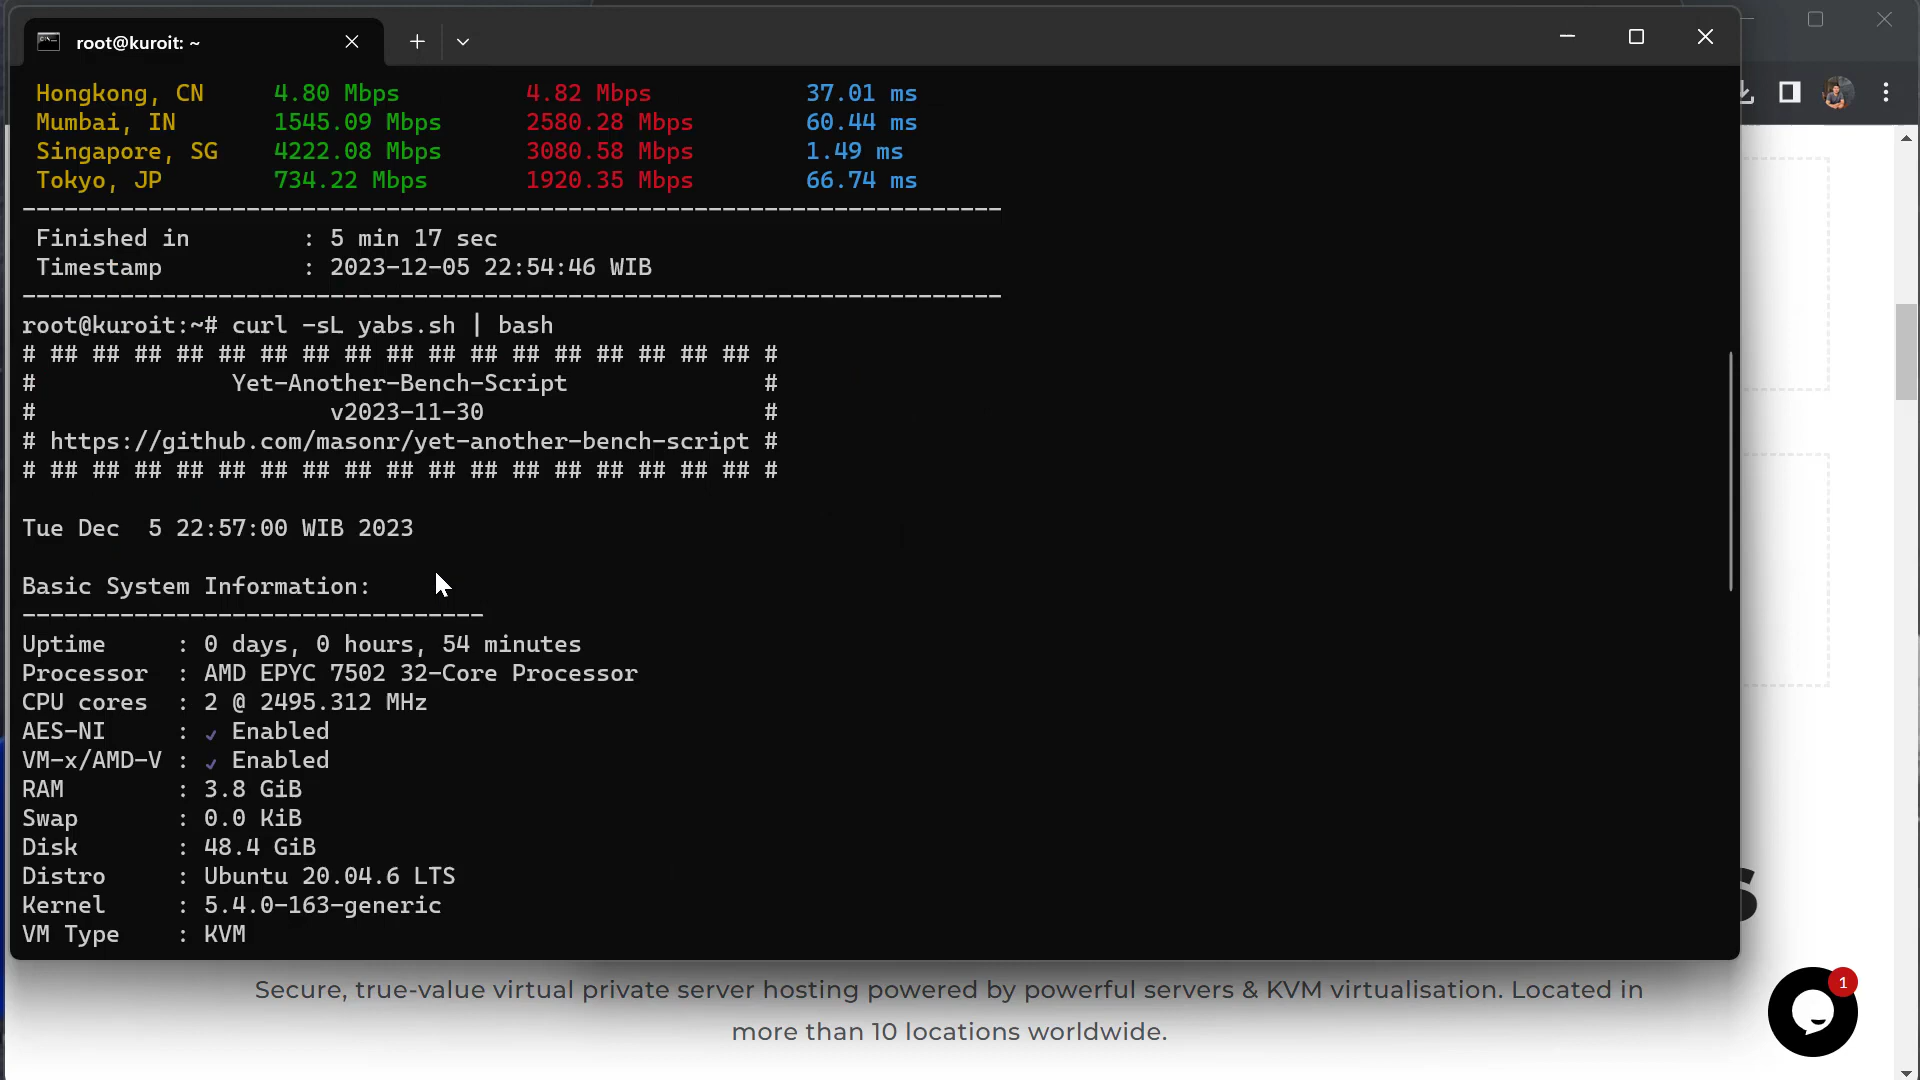 root@kuroit: ~
Hongkong, CN 4.80 Mbps 4.82 Mbps 37.01 ms
Mumbai, IN 1545.09 Mbps 2580.28 Mbps 60.44 ms
Singapore, SG 4222.08 Mbps 3080.58 Mbps 1.49 ms
Tokyo, JP 734.22 Mbps 1920.35 Mbps 66.74 ms
----------------------------------------------------------------------
Finished in : 5 min 17 sec
Timestamp : 2023-12-05 22:54:46 WIB
----------------------------------------------------------------------
root@kuroit:~# curl -sL yabs.sh | bash
# ## ## ## ## ## ## ## ## ## ## ## ## ## ## ## ## ## #
# Yet-Another-Bench-Script #
# v2023-11-30 #
# https://github.com/masonr/yet-another-bench-script #
# ## ## ## ## ## ## ## ## ## ## ## ## ## ## ## ## ## #
Tue Dec  5 22:57:00 WIB 2023
Basic System Information:
---------------------------------
Uptime : 0 days, 0 hours, 54 minutes
Processor : AMD EPYC 7502 32-Core Processor
CPU cores : 2 @ 2495.312 MHz
AES-NI : ✔ Enabled
VM-x/AMD-V : ✔ Enabled
RAM : 3.8 GiB
Swap : 0.0 KiB
Disk : 48.4 GiB
Distro : Ubuntu 20.04.6 LTS
Kernel : 5.4.0-163-generic
VM Type : KVM
Secure, true-value virtual private server hosting powered by powerful servers & KVM virtualisation. Located in
more than 10 locations worldwide.
1